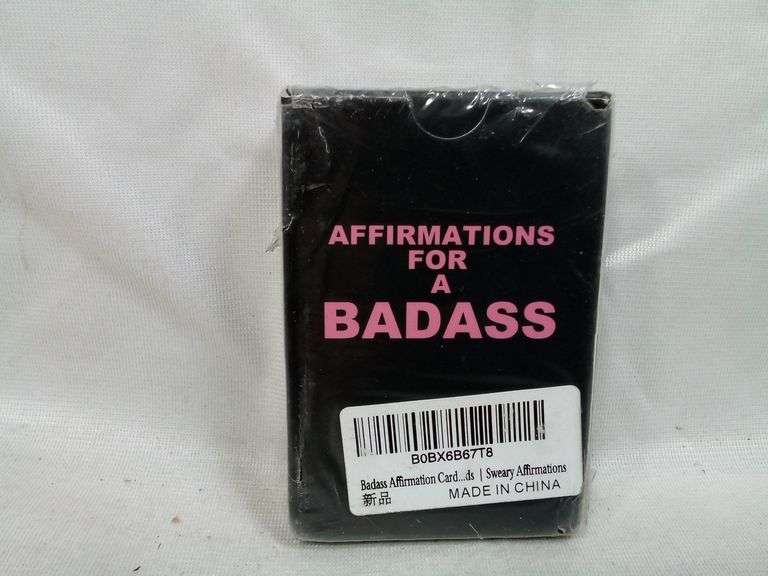 AFFIRMATIONS
FOR
A
BADASS
B0BX6B67T8
Badass Affirmation Card...ds | Sweary Affirmations
新品
MADE IN CHINA